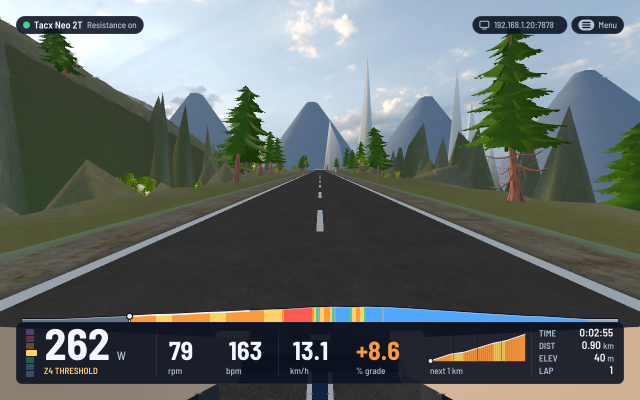 Tacx Neo 2T Resistance on
192.168.1.20:7878
Menu
262 W
Z4 THRESHOLD
79
rpm
163
bpm
13.1
km/h
+8.6
% grade
next 1 km
TIME 0:02:55
DIST 0.90 km
ELEV 40 m
LAP 1